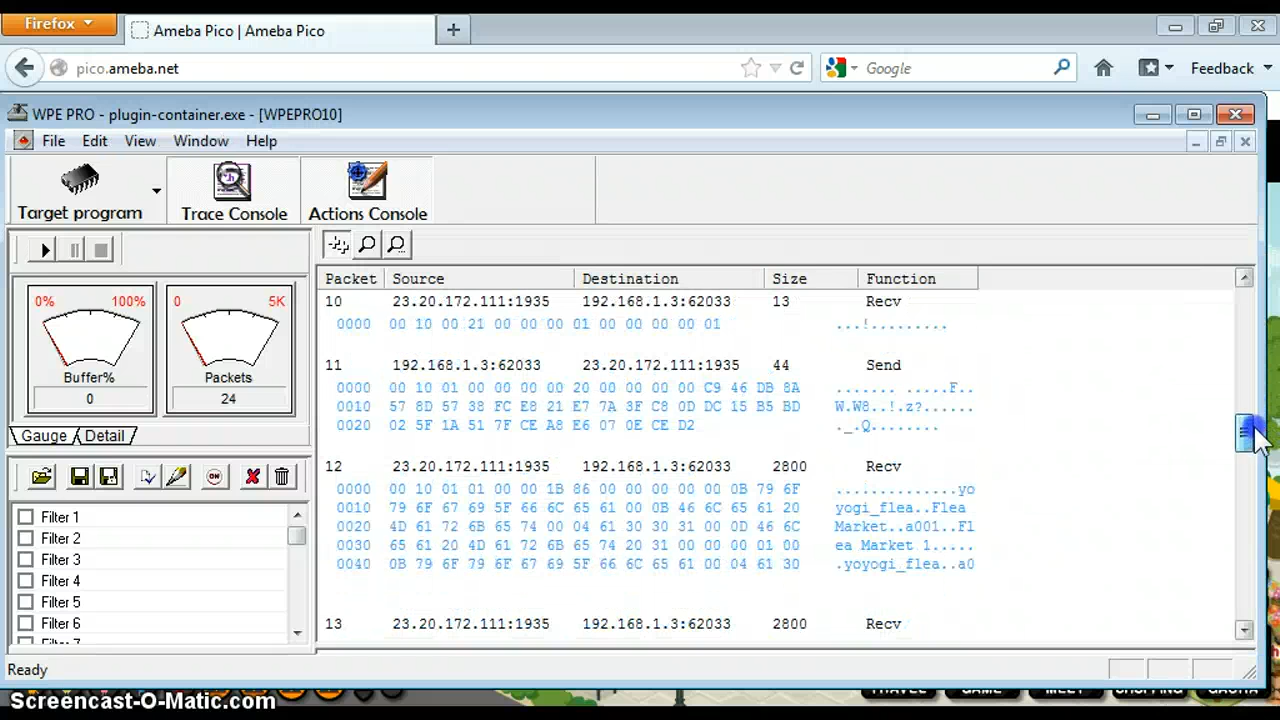 Firefox
Ameba Pico | Ameba Pico
pico.ameba.net
Google
Feedback
WPE PRO - plugin-container.exe - [WPEPRO10]
File Edit View Window Help
Target program
Trace Console
Actions Console
0% 100%
Buffer%
0
0 5K
Packets
24
Gauge Detail
ON
Filter 1
Filter 2
Filter 3
Filter 4
Filter 5
Filter 6
Packet Source Destination Size Function
10 23.20.172.111:1935 192.168.1.3:62033 13 Recv
0000 00 10 00 21 00 00 00 01 00 00 00 00 01 ...!.........
11 192.168.1.3:62033 23.20.172.111:1935 44 Send
0000 00 10 01 00 00 00 00 20 00 00 00 00 C9 46 DB 8A ....... .....F..
0010 57 8D 57 38 FC E8 21 E7 7A 3F C8 0D DC 15 B5 BD W.W8..!.z?......
0020 02 5F 1A 51 7F CE A8 E6 07 0E CE D2 ._.Q........
12 23.20.172.111:1935 192.168.1.3:62033 2800 Recv
0000 00 10 01 01 00 00 1B 86 00 00 00 00 00 0B 79 6F ..............yo
0010 79 6F 67 69 5F 66 6C 65 61 00 0B 46 6C 65 61 20 yogi_flea..Flea
0020 4D 61 72 6B 65 74 00 04 61 30 30 31 00 0D 46 6C Market..a001..Fl
0030 65 61 20 4D 61 72 6B 65 74 20 31 00 00 00 01 00 ea Market 1.....
0040 0B 79 6F 79 6F 67 69 5F 66 6C 65 61 00 04 61 30 .yoyogi_flea..a0
13 23.20.172.111:1935 192.168.1.3:62033 2800 Recv
Ready
Screencast-O-Matic.com